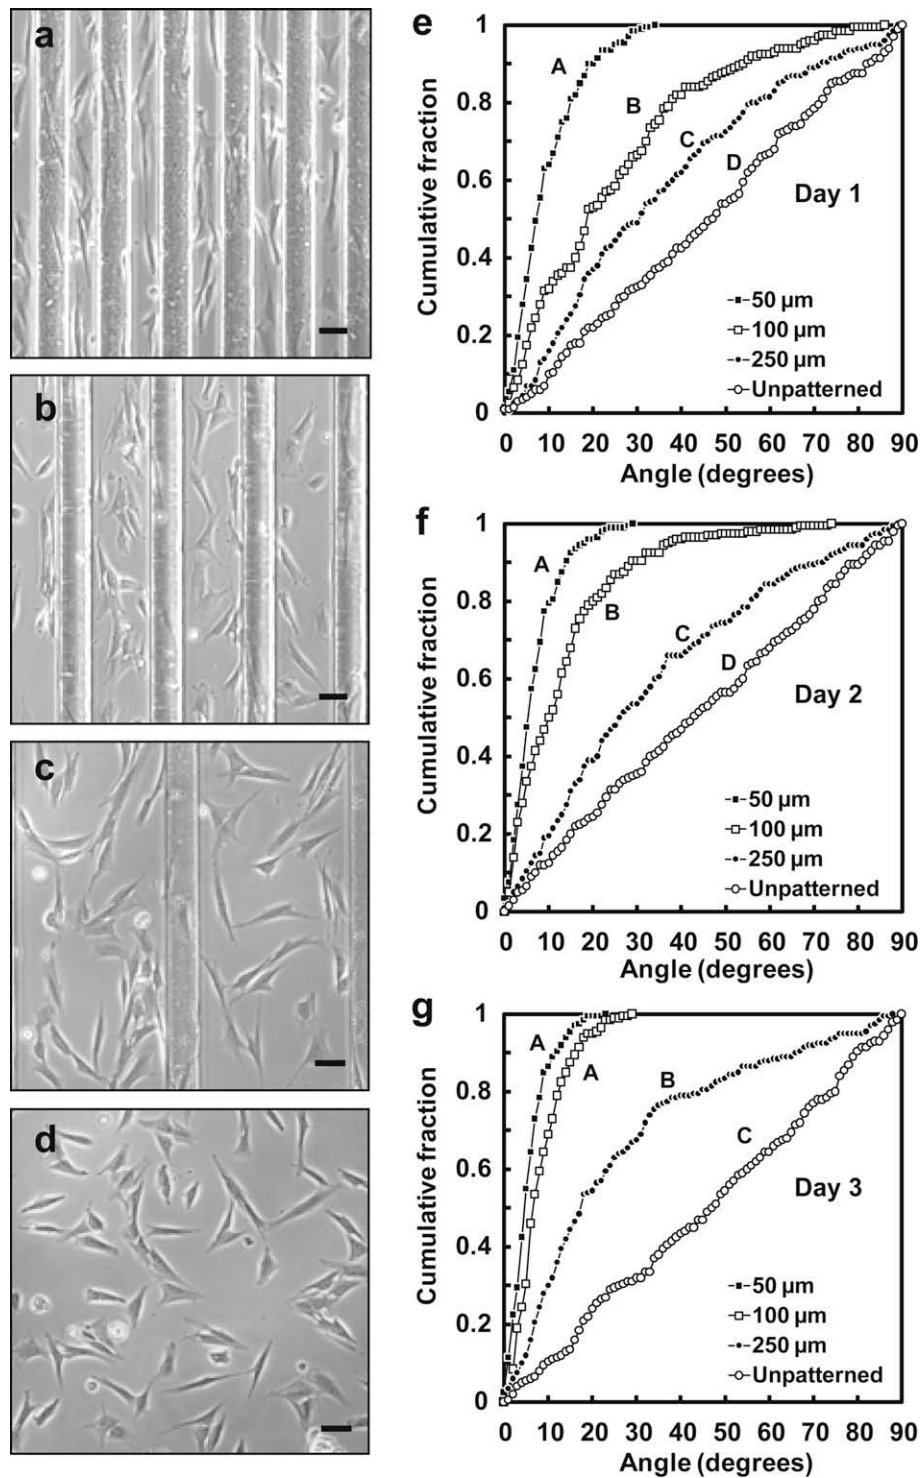 a
b
c
d
e
1
0.8
0.6
0.4
0.2
0
Cumulative fraction
A
B
C
D
Day 1
50 μm
100 μm
250 μm
Unpatterned
0 10 20 30 40 50 60 70 80 90
Angle (degrees)
f
1
0.8
0.6
0.4
0.2
0
Cumulative fraction
A
B
C
D
Day 2
50 μm
100 μm
250 μm
Unpatterned
0 10 20 30 40 50 60 70 80 90
Angle (degrees)
g
1
0.8
0.6
0.4
0.2
0
Cumulative fraction
A
A
B
C
Day 3
50 μm
100 μm
250 μm
Unpatterned
0 10 20 30 40 50 60 70 80 90
Angle (degrees)